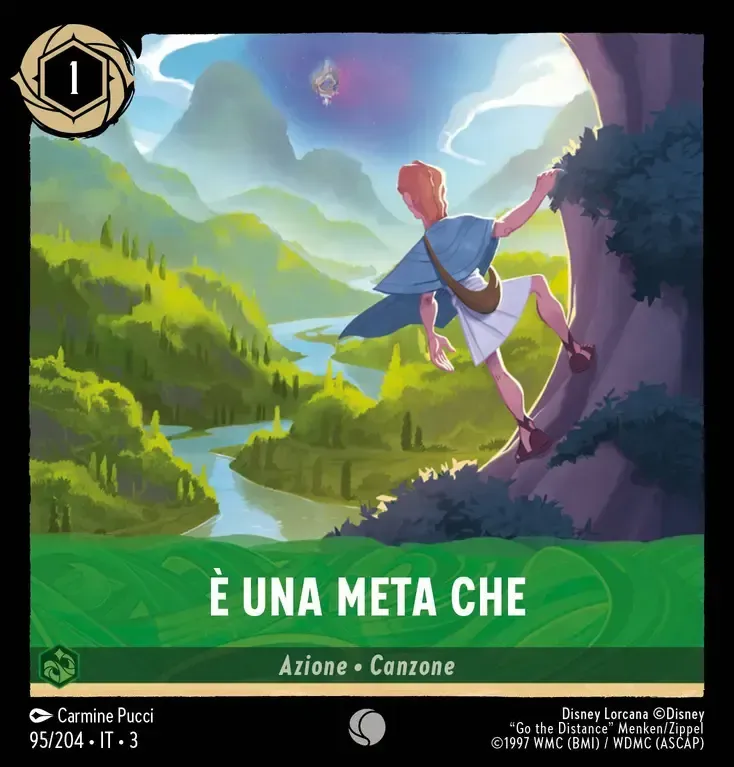 1
È UNA META CHE
Azione • Canzone
Carmine Pucci
95/204 • IT • 3
Disney Lorcana ©Disney
“Go the Distance” Menken/Zippel
©1997 WMC (BMI) / WDMC (ASCAP)